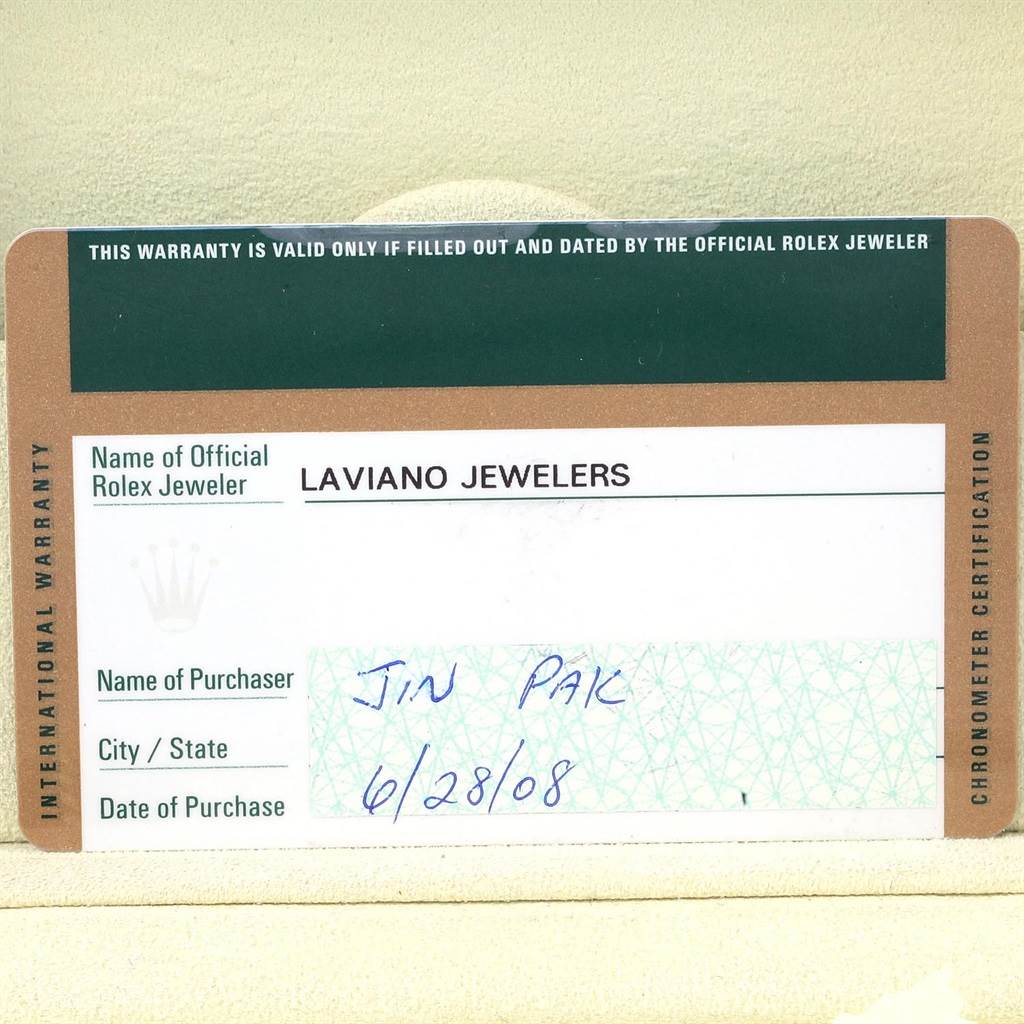 THIS WARRANTY IS VALID ONLY IF FILLED OUT AND DATED BY THE OFFICIAL ROLEX JEWELER
INTERNATIONAL WARRANTY
Name of Official
Rolex Jeweler
LAVIANO JEWELERS
Name of Purchaser JIN PAK
City / State
Date of Purchase 6/28/08
CHRONOMETER CERTIFICATION